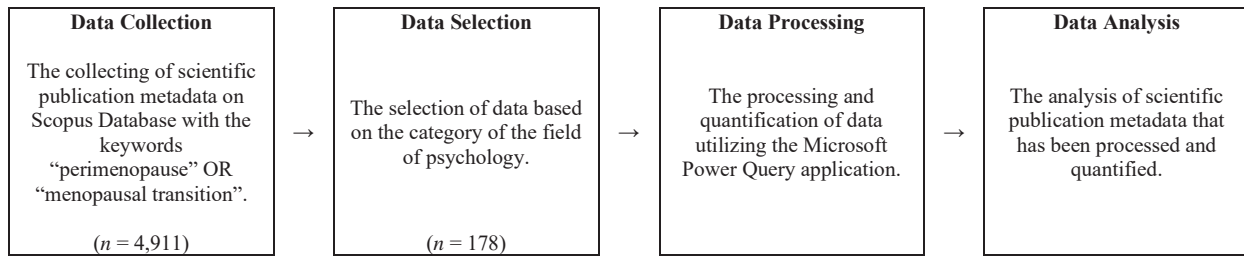 Data Collection
The collecting of scientific
publication metadata on
Scopus Database with the
keywords
“perimenopause” OR
“menopausal transition”.
(n = 4,911)
→
Data Selection
The selection of data based
on the category of the field
of psychology.
(n = 178)
→
Data Processing
The processing and
quantification of data
utilizing the Microsoft
Power Query application.
→
Data Analysis
The analysis of scientific
publication metadata that
has been processed and
quantified.